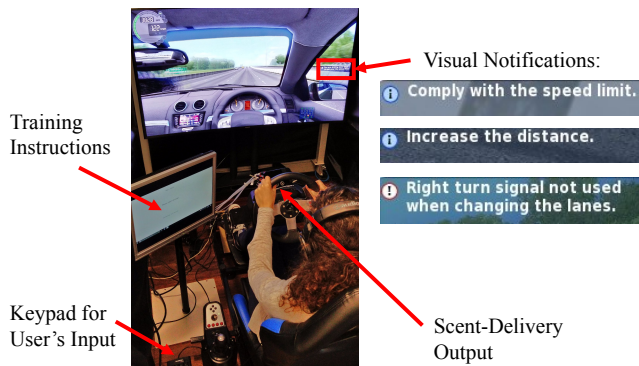 Visual Notifications:
Comply with the speed limit.
Increase the distance.
Right turn signal not used
when changing the lanes.
Training
Instructions
Keypad for
User's Input
Scent-Delivery
Output